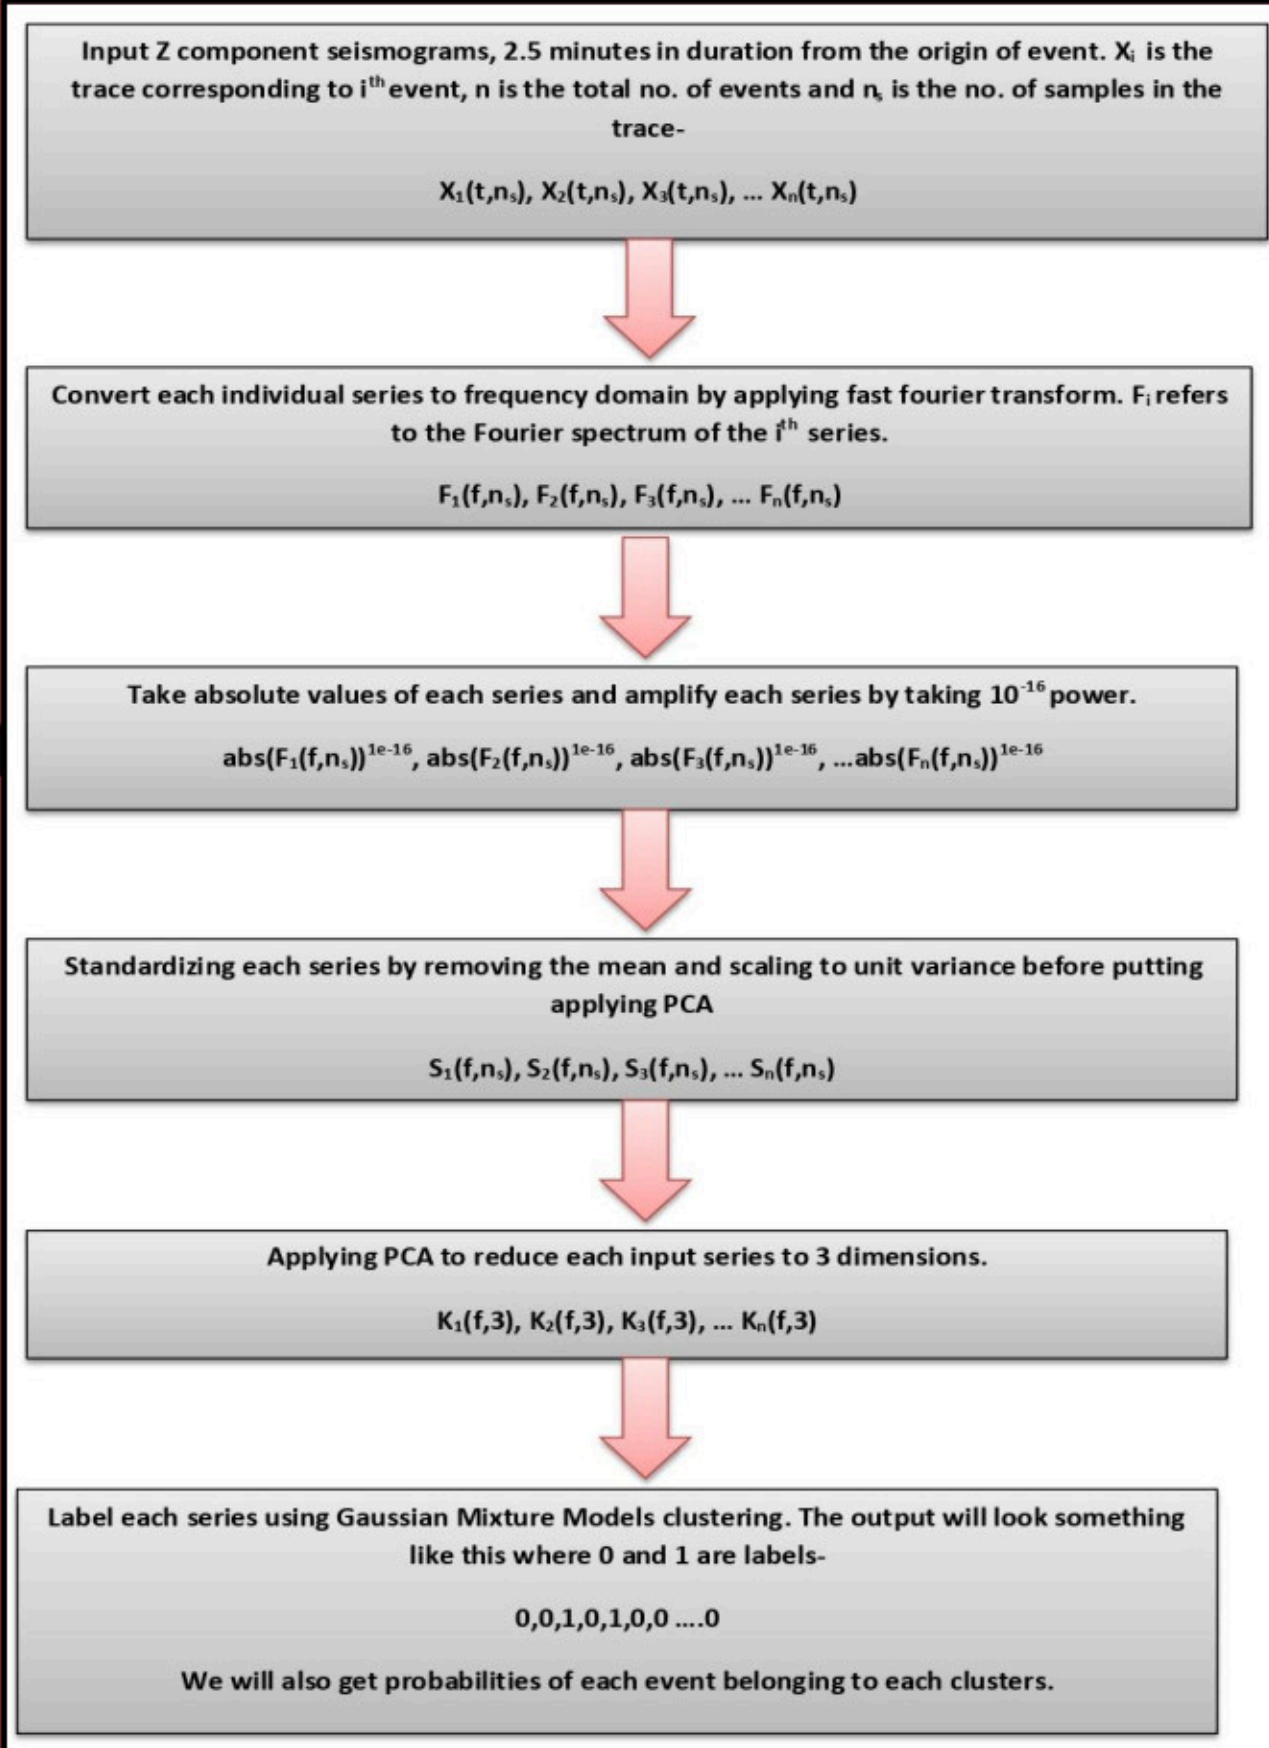 Input Z component seismograms, 2.5 minutes in duration from the origin of event. Xᵢ is the
trace corresponding to iᵗʰ event, n is the total no. of events and nₛ is the no. of samples in the
trace-
X₁(t,nₛ), X₂(t,nₛ), X₃(t,nₛ), ... Xₙ(t,nₛ)
Convert each individual series to frequency domain by applying fast fourier transform. Fᵢ refers
to the Fourier spectrum of the iᵗʰ series.
F₁(f,nₛ), F₂(f,nₛ), F₃(f,nₛ), ... Fₙ(f,nₛ)
Take absolute values of each series and amplify each series by taking 10⁻¹⁶ power.
abs(F₁(f,nₛ))¹ᵉ⁻¹⁶, abs(F₂(f,nₛ))¹ᵉ⁻¹⁶, abs(F₃(f,nₛ))¹ᵉ⁻¹⁶, ...abs(Fₙ(f,nₛ))¹ᵉ⁻¹⁶
Standardizing each series by removing the mean and scaling to unit variance before putting
applying PCA
S₁(f,nₛ), S₂(f,nₛ), S₃(f,nₛ), ... Sₙ(f,nₛ)
Applying PCA to reduce each input series to 3 dimensions.
K₁(f,3), K₂(f,3), K₃(f,3), ... Kₙ(f,3)
Label each series using Gaussian Mixture Models clustering. The output will look something
like this where 0 and 1 are labels-
0,0,1,0,1,0,0 ....0
We will also get probabilities of each event belonging to each clusters.